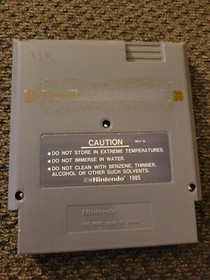 CAUTION
•DO NOT STORE IN EXTREME TEMPERATURES.
•DO NOT IMMERSE IN WATER.
•DO NOT CLEAN WITH BENZENE, THINNER,
ALCOHOL OR OTHER SUCH SOLVENTS.
©Nintendo® 1985
Nintendo